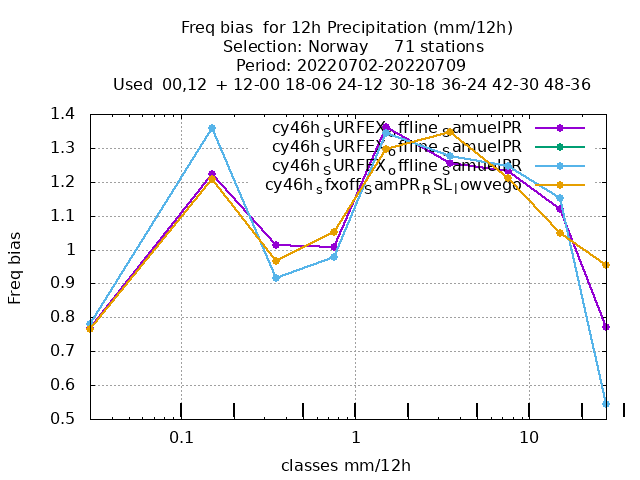 Freq bias  for 12h Precipitation (mm/12h)
Selection: Norway     71 stations
Period: 20220702-20220709
Used  00,12  + 12-00 18-06 24-12 30-18 36-24 42-30 48-36
cy46h_SURFEX_offline_samuelPR
cy46h_SURFEX_offline_samuelPR
cy46h_SURFEX_offline_samuelPR
cy46h_sfxoff_SamPR_RSL_lowvego
1.4
1.3
1.2
1.1
1
0.9
0.8
0.7
0.6
0.5
Freq bias
0.1 1 10
classes mm/12h